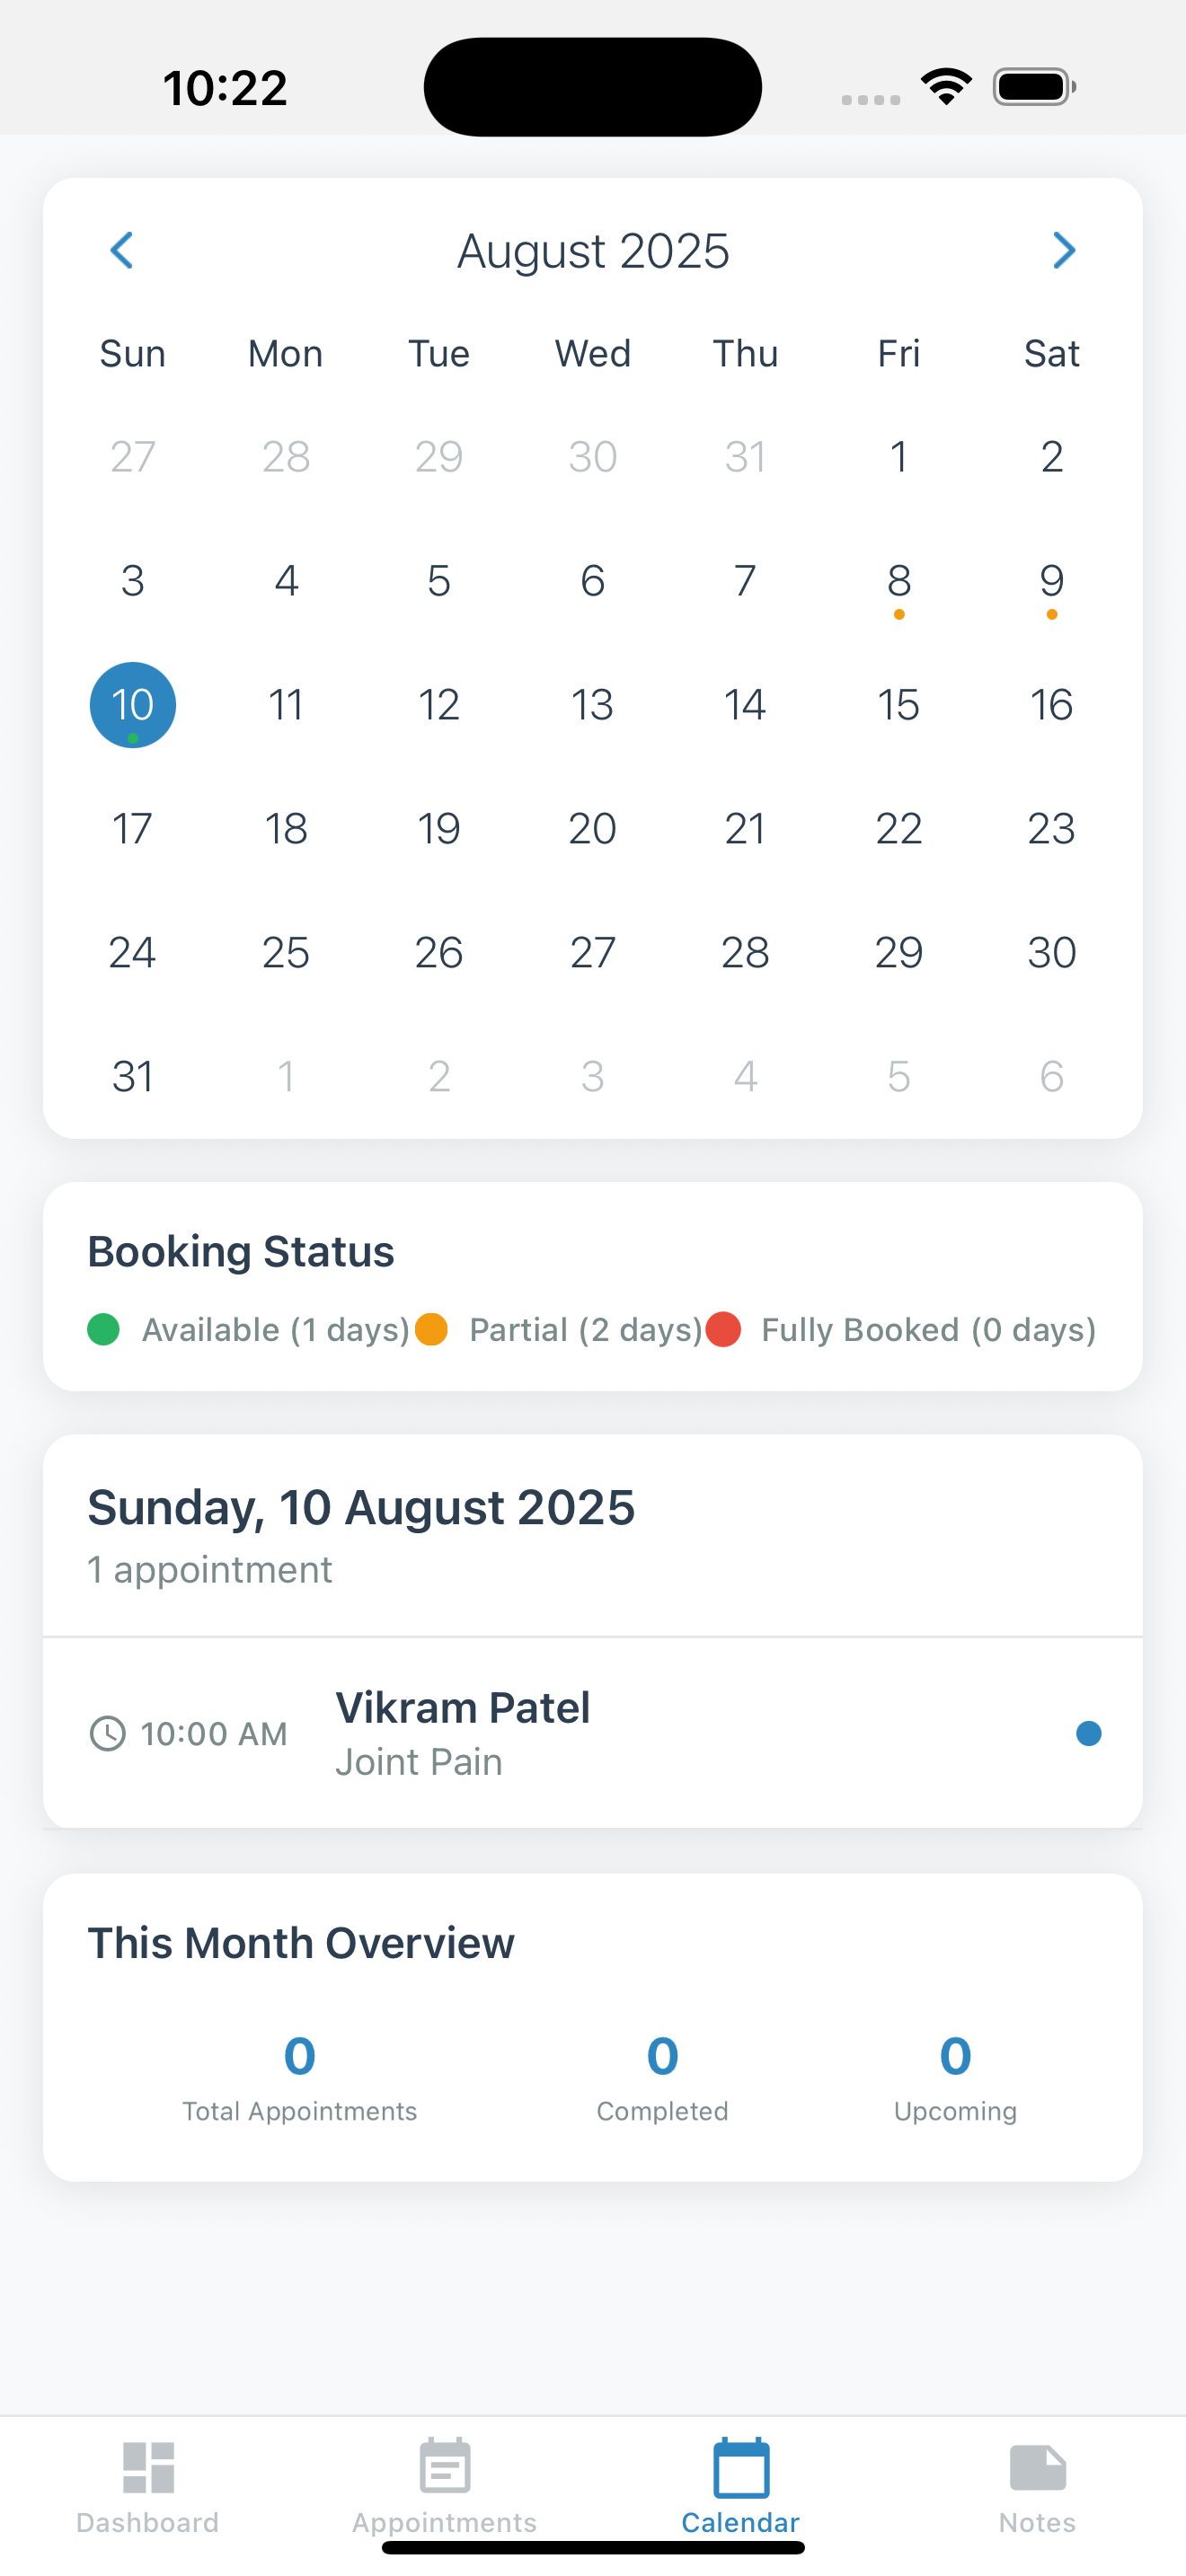 10:22
August 2025
Sun Mon Tue Wed Thu Fri Sat
27 28 29 30 31 1 2
3 4 5 6 7 8 9
10 11 12 13 14 15 16
17 18 19 20 21 22 23
24 25 26 27 28 29 30
31 1 2 3 4 5 6
Booking Status
Available (1 days) Partial (2 days) Fully Booked (0 days)
Sunday, 10 August 2025
1 appointment
10:00 AM
Vikram Patel
Joint Pain
This Month Overview
0 0 0
Total Appointments Completed Upcoming
Dashboard Appointments Calendar Notes